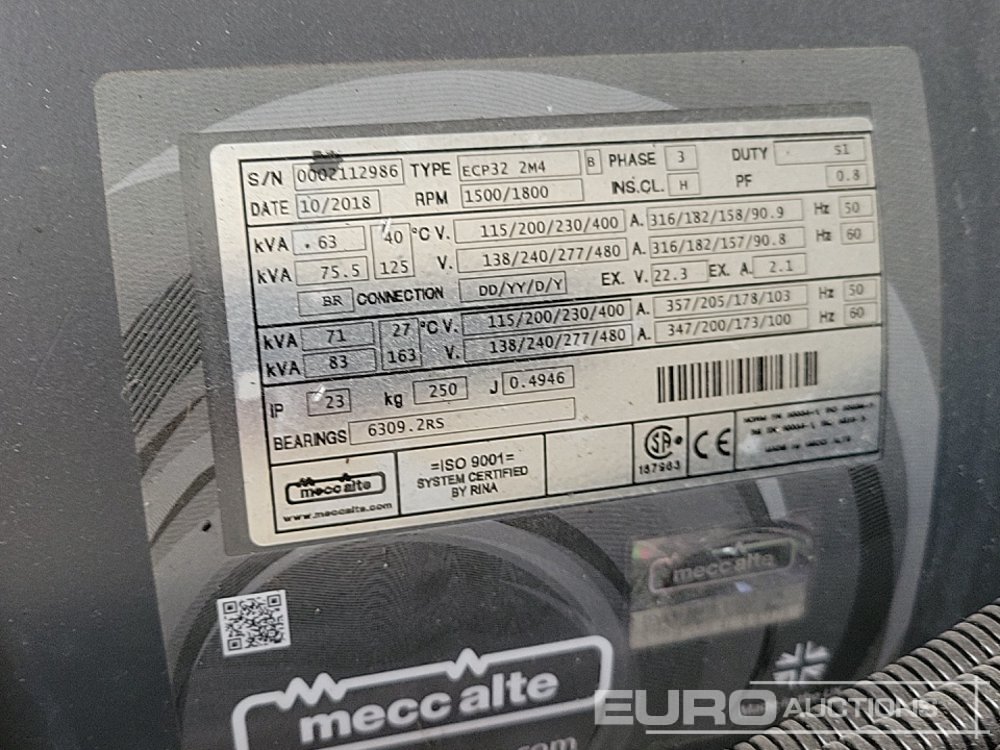 S/N 0002112986 TYPE ECP32 2M4 B PHASE 3 DUTY S1
DATE 10/2018 RPM 1500/1800 INS.CL. H PF 0.8
kVA 63 40 °C V. 115/200/230/400 A. 316/182/158/90.9 Hz 50
kVA 75.5 125 V. 138/240/277/480 A. 316/182/157/90.8 Hz 60
BR CONNECTION DD/YY/D/Y EX. V. 22.3 EX. A. 2.1
kVA 71 27 °C V. 115/200/230/400 A. 357/205/178/103 Hz 50
kVA 83 163 V. 138/240/277/480 A. 347/200/173/100 Hz 60
IP 23 kg 250 J 0.4946
BEARINGS 6309.2RS
mecc alte
www.meccalte.com
=ISO 9001=
SYSTEM CERTIFIED
BY RINA
SA
187963
CE
mecc alte
mecc alte
EURO AUCTIONS